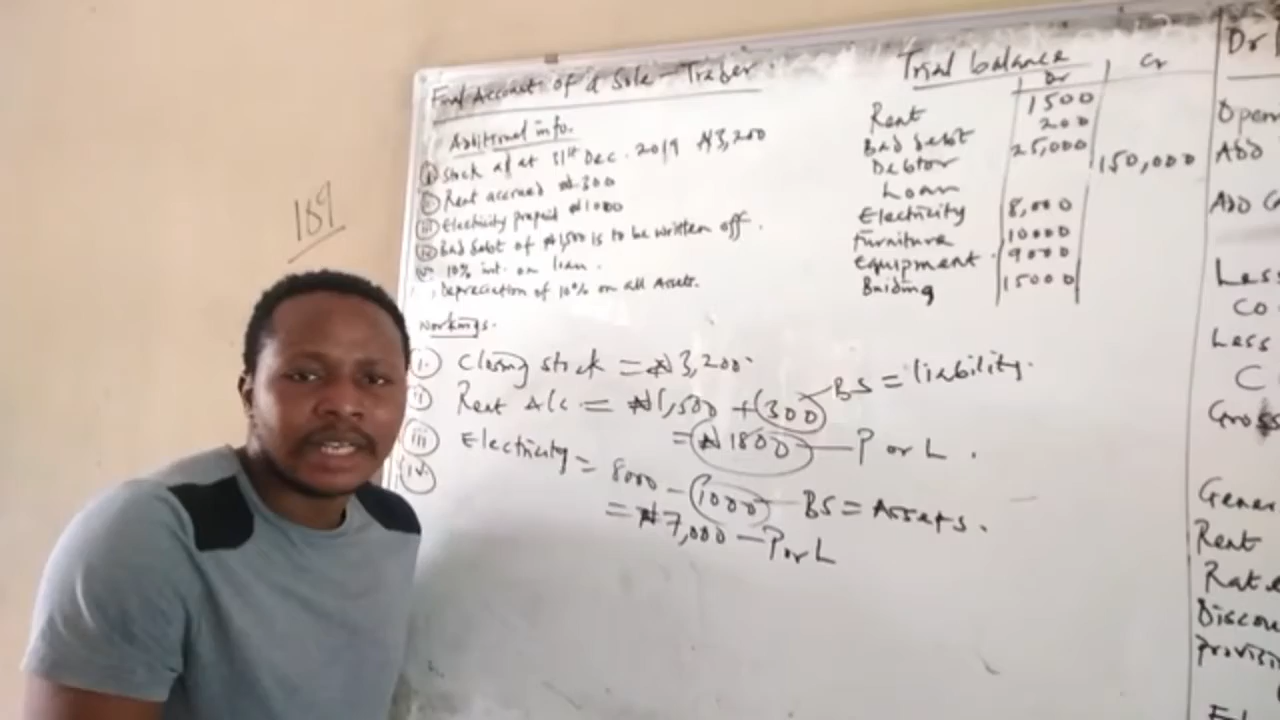 189
Final Account of a Sole-Trader.
Additional info.
(i) Stock as at 31st Dec. 2019 ₦3,200
(ii) Rent accrued ₦300
(iii) Electricity prepaid ₦1000
(iv) Bad debt of ₦1,500 is to be written off.
(v) 10% int. on loan.
Depreciation of 10% on all Assets.
Workings.
(i) Closing stock = ₦3,200
(ii) Rent A/c = ₦1,500 + 300 BS = liability.
= ₦1800 — P or L.
(iii) Electricity = 8000 - 1000 — BS = Assets.
= ₦7,000 — P or L
(iv)
Trial balance
Dr Cr
Rent 1500
Bad debt 200
Debtor 25,000
Loan 150,000
Electricity 8,000
Furniture 10000
equipment 9000
Buiding 15000
Dr
Open
ADD
ADD C
Less
Co
Less
C
Gross
Gener
Rent
Rate
Discou
Provisi